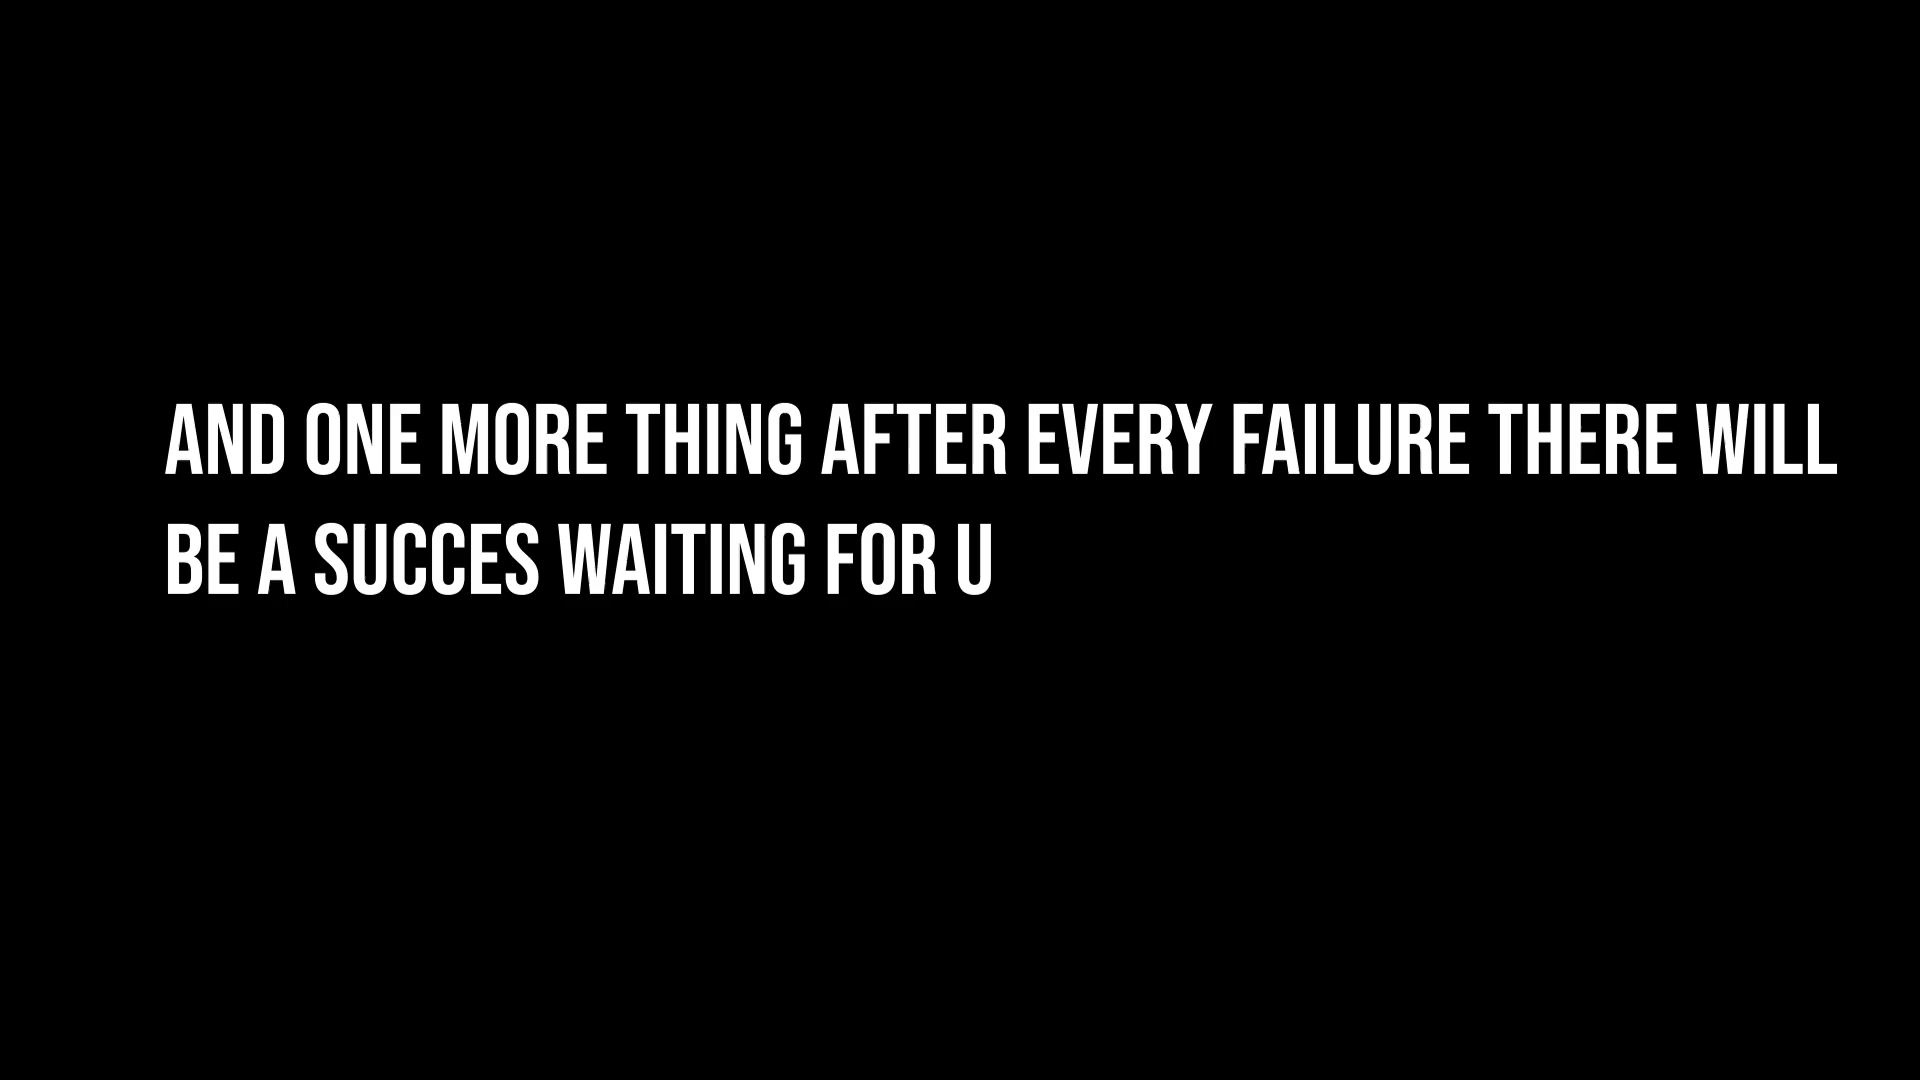 AND ONE MORE THING AFTER EVERY FAILURE THERE WILL
BE A SUCCES WAITING FOR U